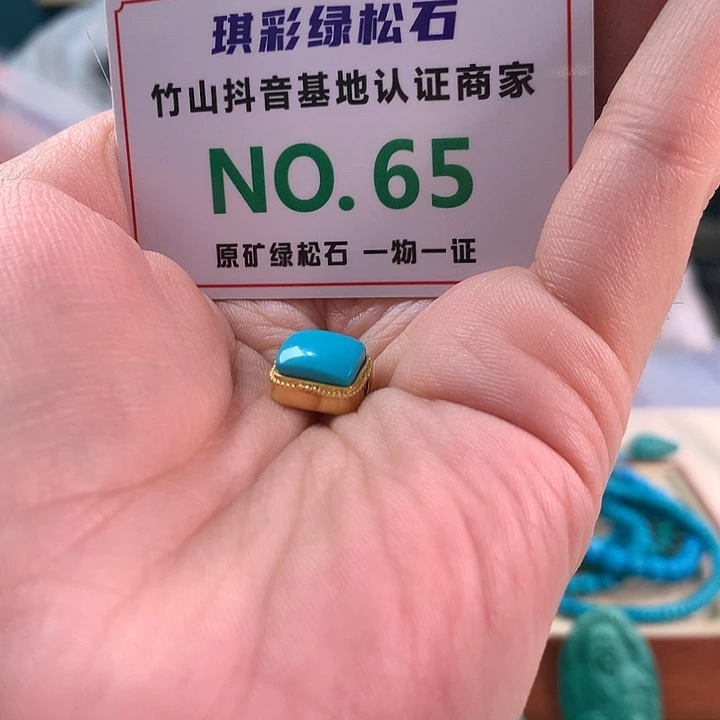 琪彩绿松石
竹山抖音基地认证商家
NO.65
原矿绿松石 一物一证